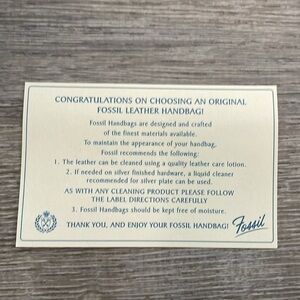 CONGRATULATIONS ON CHOOSING AN ORIGINAL
FOSSIL LEATHER HANDBAG!
Fossil Handbags are designed and crafted
of the finest materials available.
To maintain the appearance of your handbag,
Fossil recommends the following:
1. The leather can be cleaned using a quality leather care lotion.
2. If needed on silver finished hardware, a liquid cleaner
recommended for silver plate can be used.
AS WITH ANY CLEANING PRODUCT PLEASE FOLLOW
THE LABEL DIRECTIONS CAREFULLY
3. Fossil Handbags should be kept free of moisture.
THANK YOU, AND ENJOY YOUR FOSSIL HANDBAG!
Fossil